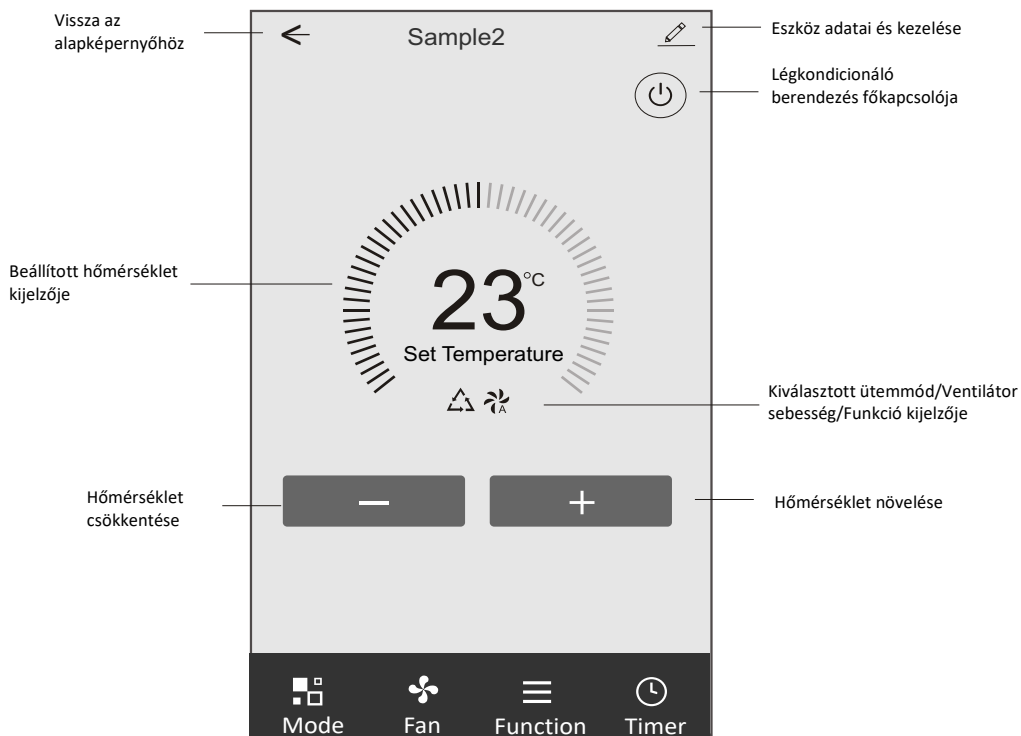 Vissza az
alapképernyőhöz
Sample2
Eszköz adatai és kezelése
Légkondicionáló
berendezés főkapcsolója
Beállított hőmérséklet
kijelzője
23°C
Set Temperature
A
Kiválasztott ütemmód/Ventilátor
sebesség/Funkció kijelzője
Hőmérséklet
csökkentése
Hőmérséklet növelése
Mode Fan Function Timer